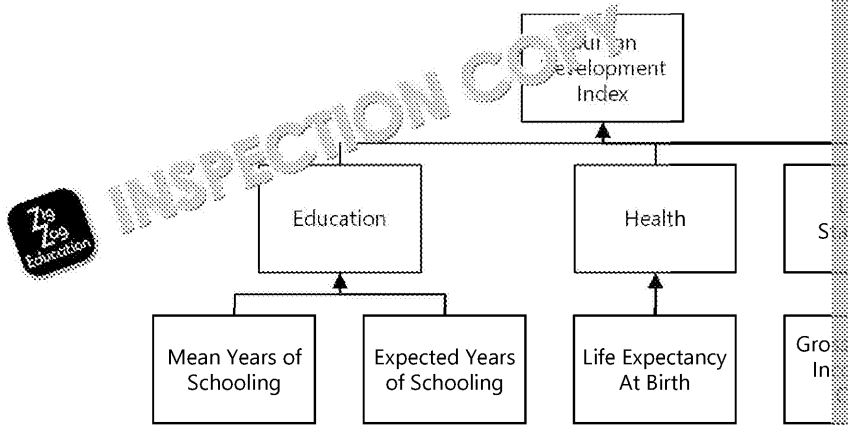 INSPECTION COPY
Development
Index
Zig
Zag
Education
Education
Health
Mean Years of
Schooling
Expected Years
of Schooling
Life Expectancy
At Birth